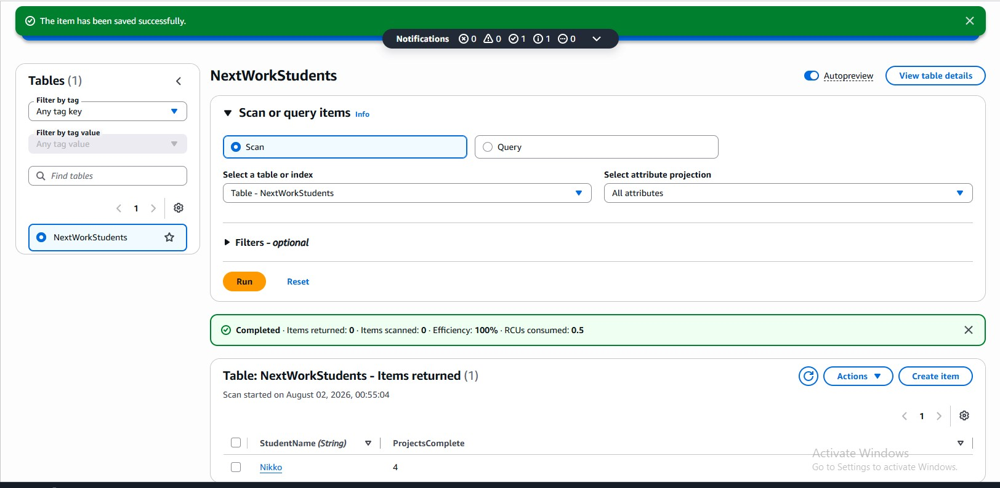 The item has been saved successfully.
Notifications 0 0 1 1 0
Tables (1)
Filter by tag
Any tag key
Filter by tag value
Any tag value
Find tables
1
NextWorkStudents
NextWorkStudents
Autopreview
View table details
Scan or query items Info
Scan
Query
Select a table or index
Table - NextWorkStudents
Select attribute projection
All attributes
Filters - optional
Run Reset
Completed · Items returned: 0 · Items scanned: 0 · Efficiency: 100% · RCUs consumed: 0.5
Table: NextWorkStudents - Items returned (1)
Actions
Create item
Scan started on August 02, 2026, 00:55:04
1
StudentName (String) ProjectsComplete
Nikko 4
Activate Windows
Go to Settings to activate Windows.